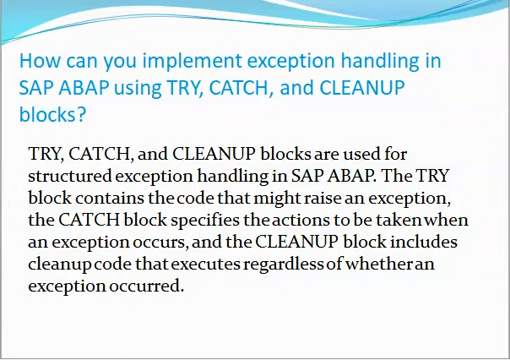 How can you implement exception handling in
SAP ABAP using TRY, CATCH, and CLEANUP
blocks?
TRY, CATCH, and CLEANUP blocks are used for
structured exception handling in SAP ABAP. The TRY
block contains the code that might raise an exception,
the CATCH block specifies the actions to be taken when
an exception occurs, and the CLEANUP block includes
cleanup code that executes regardless of whether an
exception occurred.